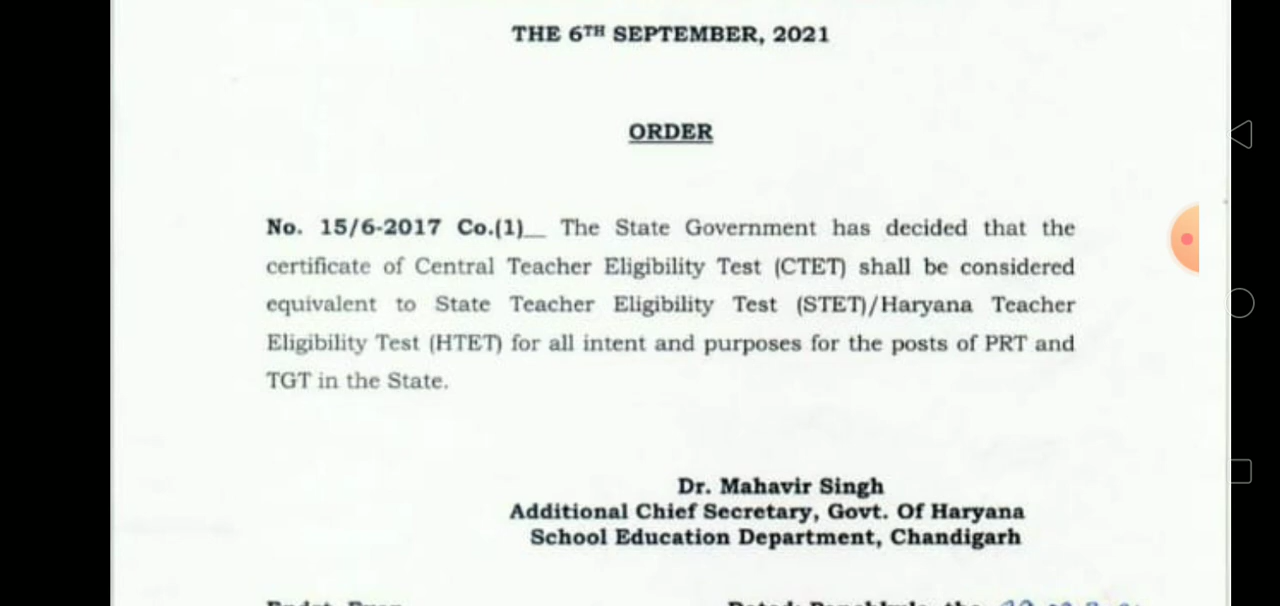 THE 6TH SEPTEMBER, 2021
ORDER
No. 15/6-2017 Co.(1)__ The State Government has decided that the
certificate of Central Teacher Eligibility Test (CTET) shall be considered
equivalent to State Teacher Eligibility Test (STET)/Haryana Teacher
Eligibility Test (HTET) for all intent and purposes for the posts of PRT and
TGT in the State.
Dr. Mahavir Singh
Additional Chief Secretary, Govt. Of Haryana
School Education Department, Chandigarh